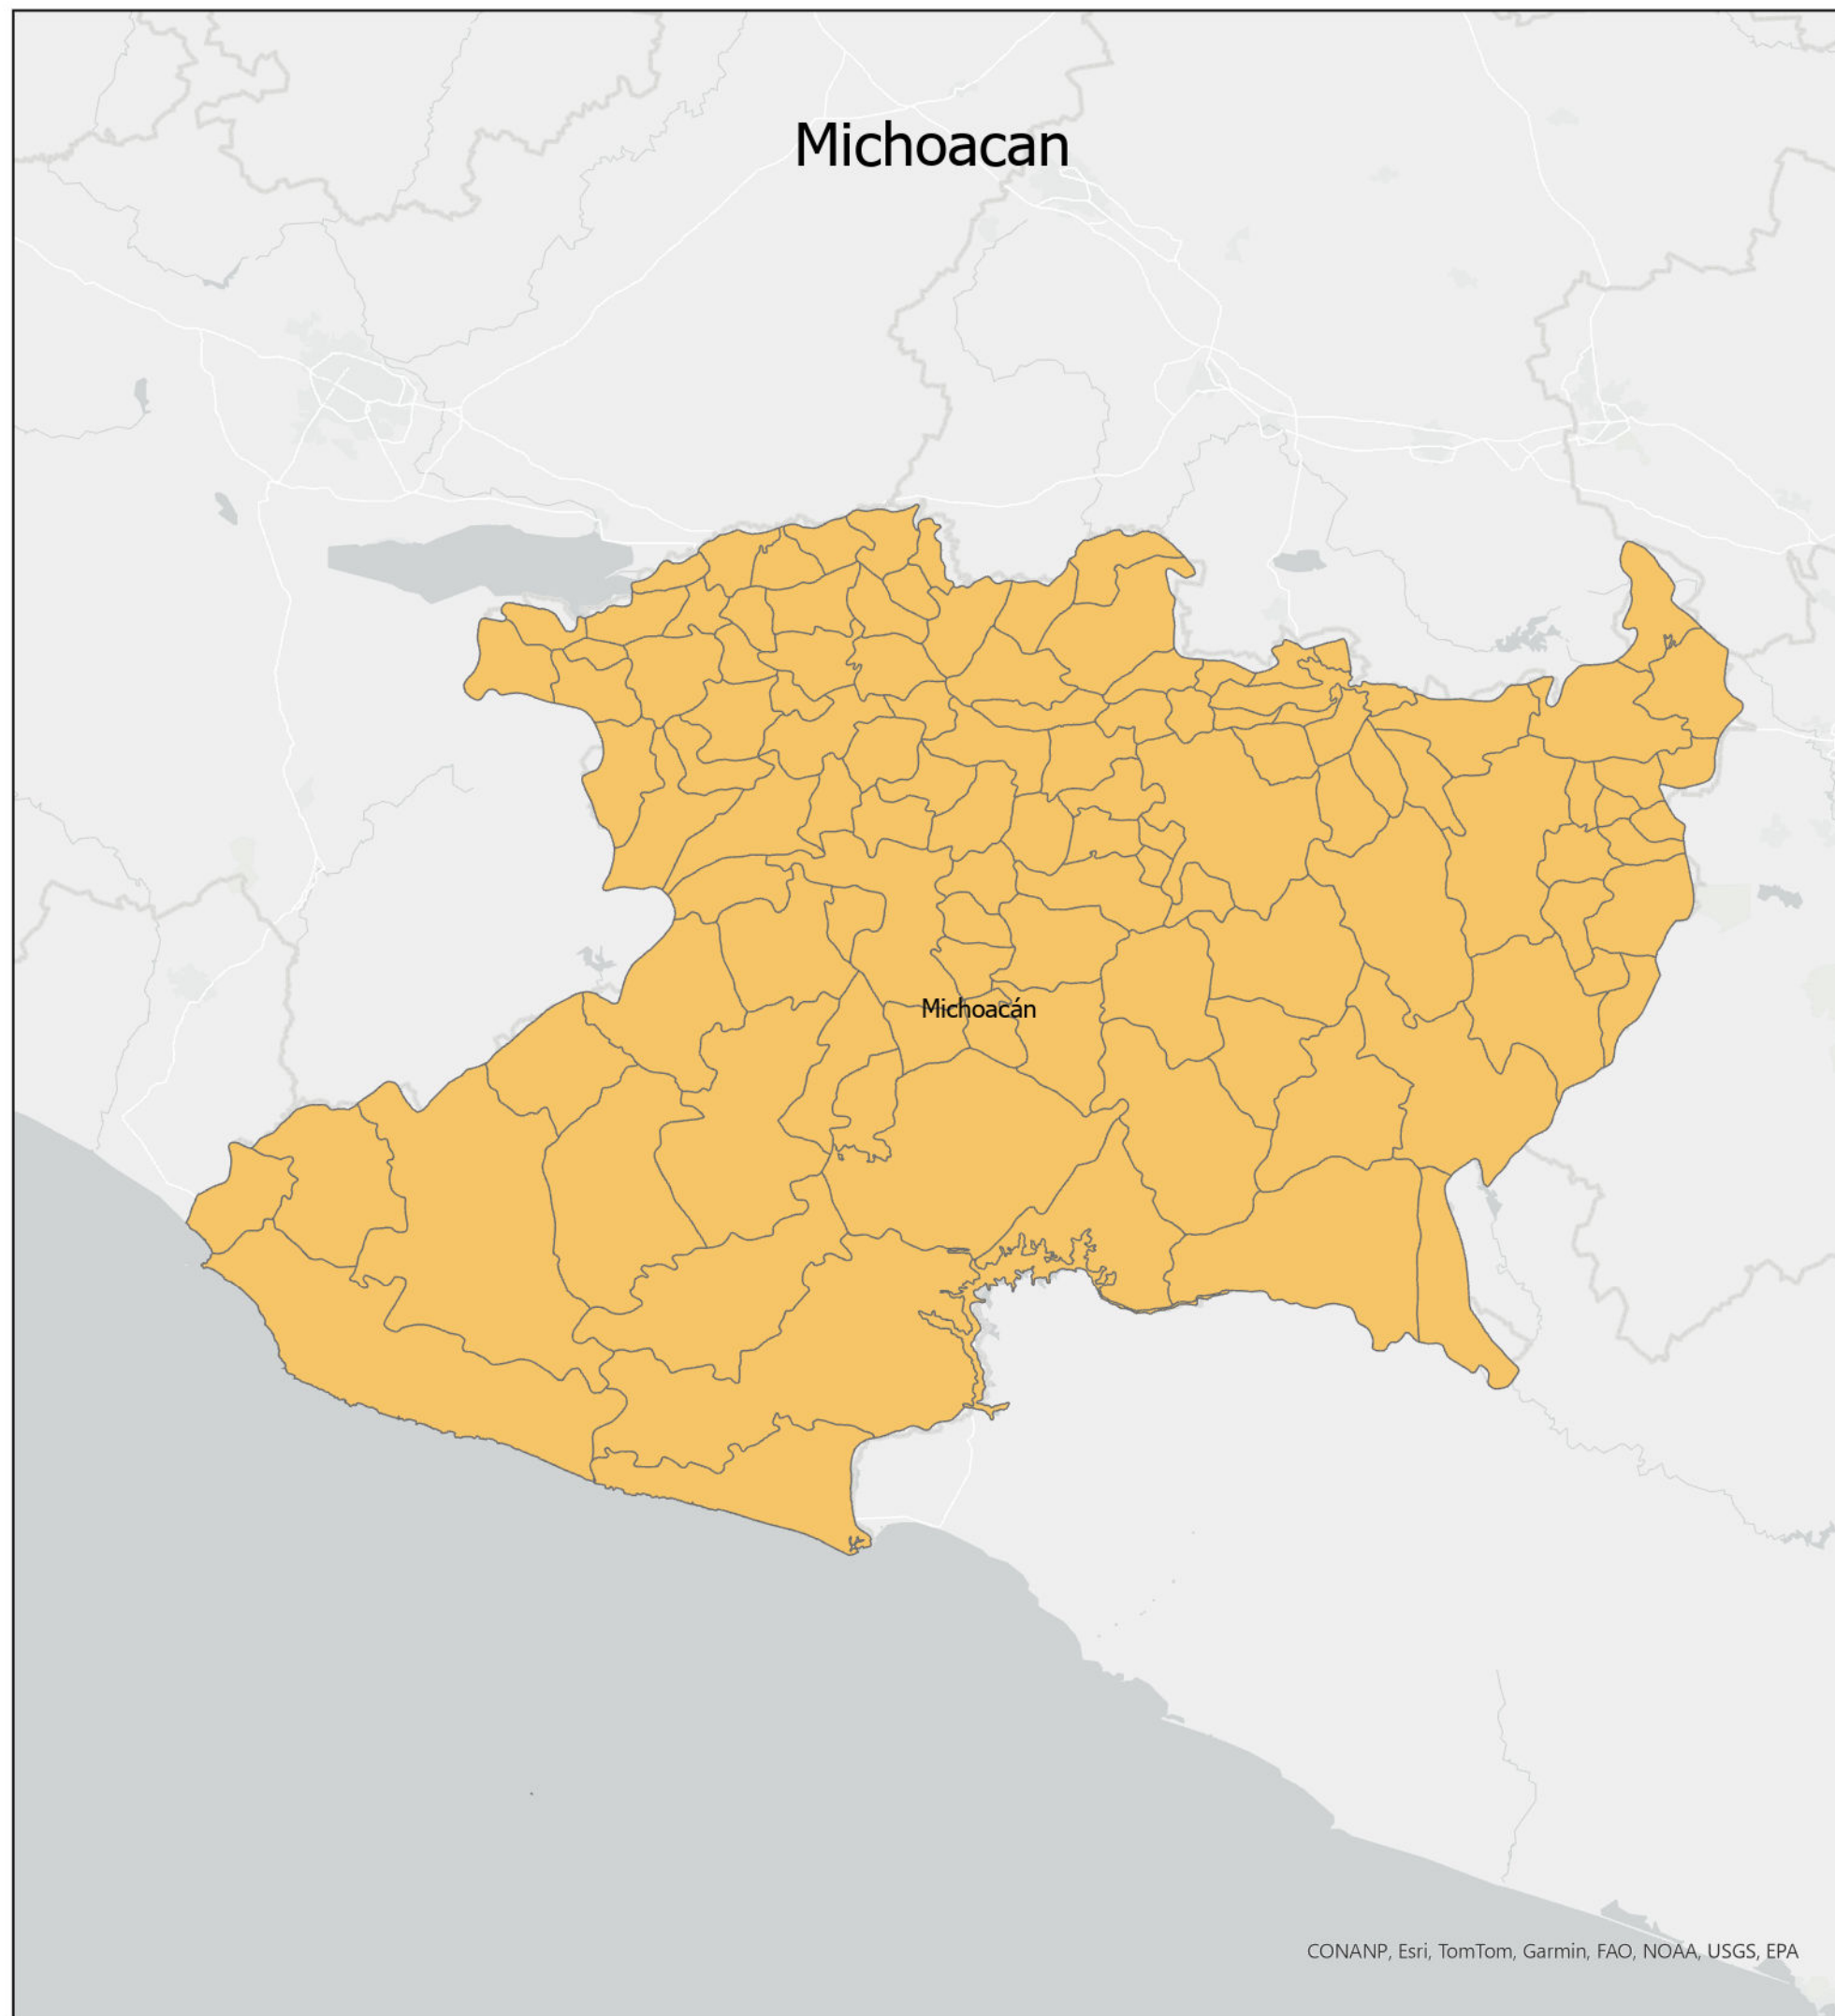 Michoacan
Michoacán
CONANP, Esri, TomTom, Garmin, FAO, NOAA, USGS, EPA